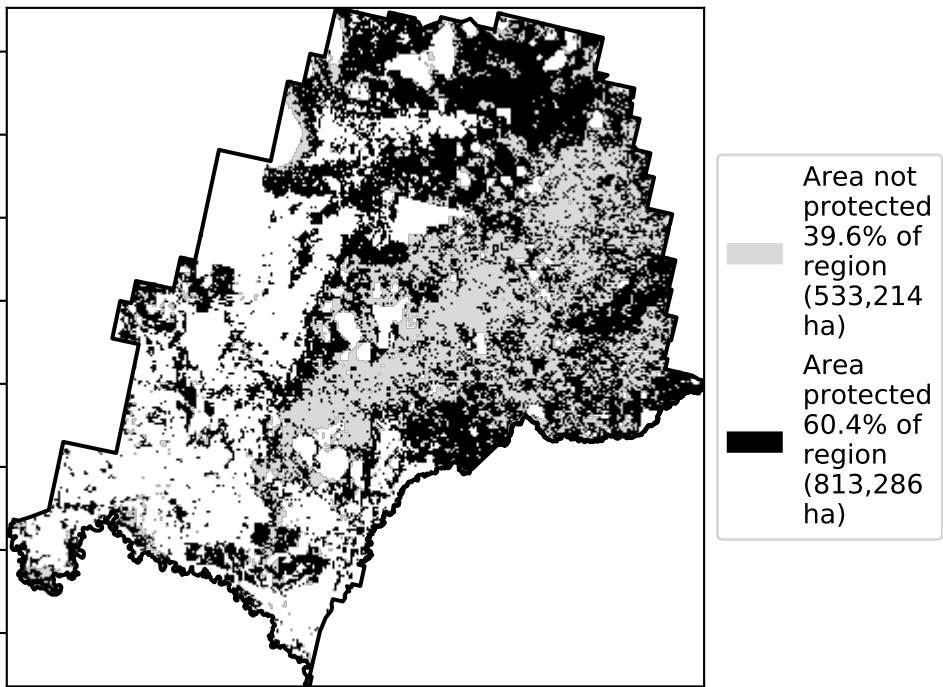 Area not
protected
39.6% of
region
(533,214
ha)
Area
protected
60.4% of
region
(813,286
ha)